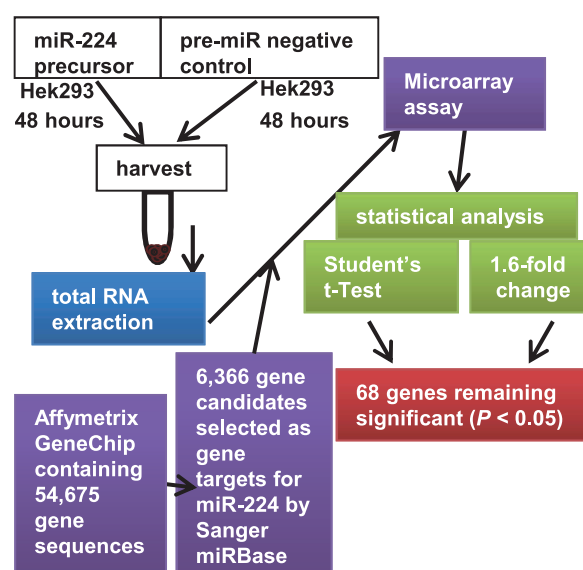 miR-224
precursor
pre-miR negative
control
Hek293
48 hours
Hek293
48 hours
harvest
total RNA
extraction
Affymetrix
GeneChip
containing
54,675
gene
sequences
6,366 gene
candidates
selected as
gene
targets for
miR-224 by
Sanger
miRBase
Microarray
assay
statistical analysis
Student's
t-Test
1.6-fold
change
68 genes remaining
significant (P < 0.05)